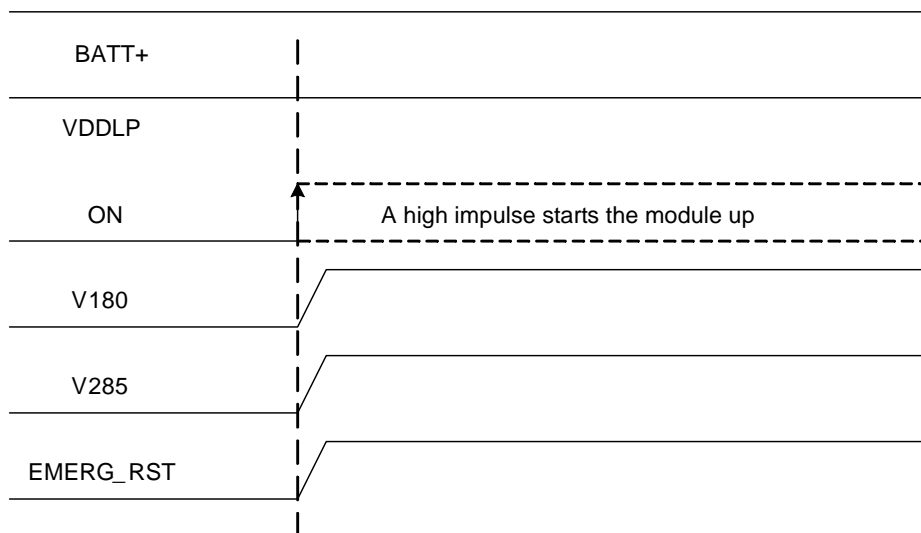 BATT+
VDDLP
ON
A high impulse starts the module up
V180
V285
EMERG_RST